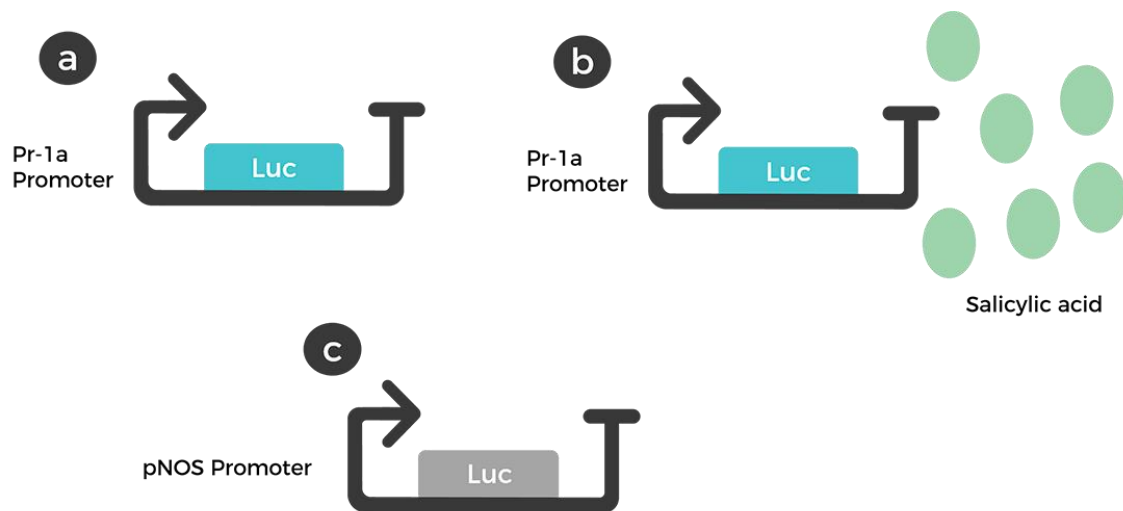 a
Pr-1a
Promoter
Luc
b
Pr-1a
Promoter
Luc
Salicylic acid
c
pNOS Promoter
Luc